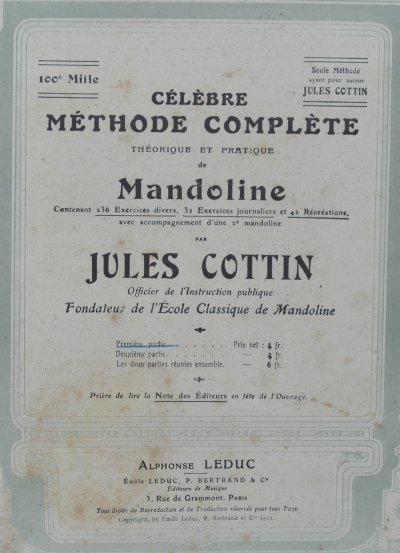 100e Mille
Seule Méthode
ayant pour auteur
JULES COTTIN
CÉLÈBRE
MÉTHODE COMPLÈTE
THÉORIQUE ET PRATIQUE
de
Mandoline
Contenant 236 Exercices divers, 32 Exercices journaliers et 42 Récréations,
avec accompagnement d'une 2e mandoline
PAR
JULES COTTIN
Officier de l'Instruction publique
Fondateur de l'École Classique de Mandoline
Première partie. . . . . . . Prix net : 4 fr.
Deuxième partie. . . . . . . — 4 fr.
Les deux parties réunies ensemble. — 6 fr.
Prière de lire la Note des Éditeurs en tête de l'Ouvrage.
ALPHONSE LEDUC
ÉMILE LEDUC, P. BERTRAND & Cie
Éditeurs de Musique
3, Rue de Grammont, PARIS
Tous droits de Reproduction et de Traduction réservés pour tous Pays.
Copyright, by Émile Leduc, P. Bertrand et Cie 1912.